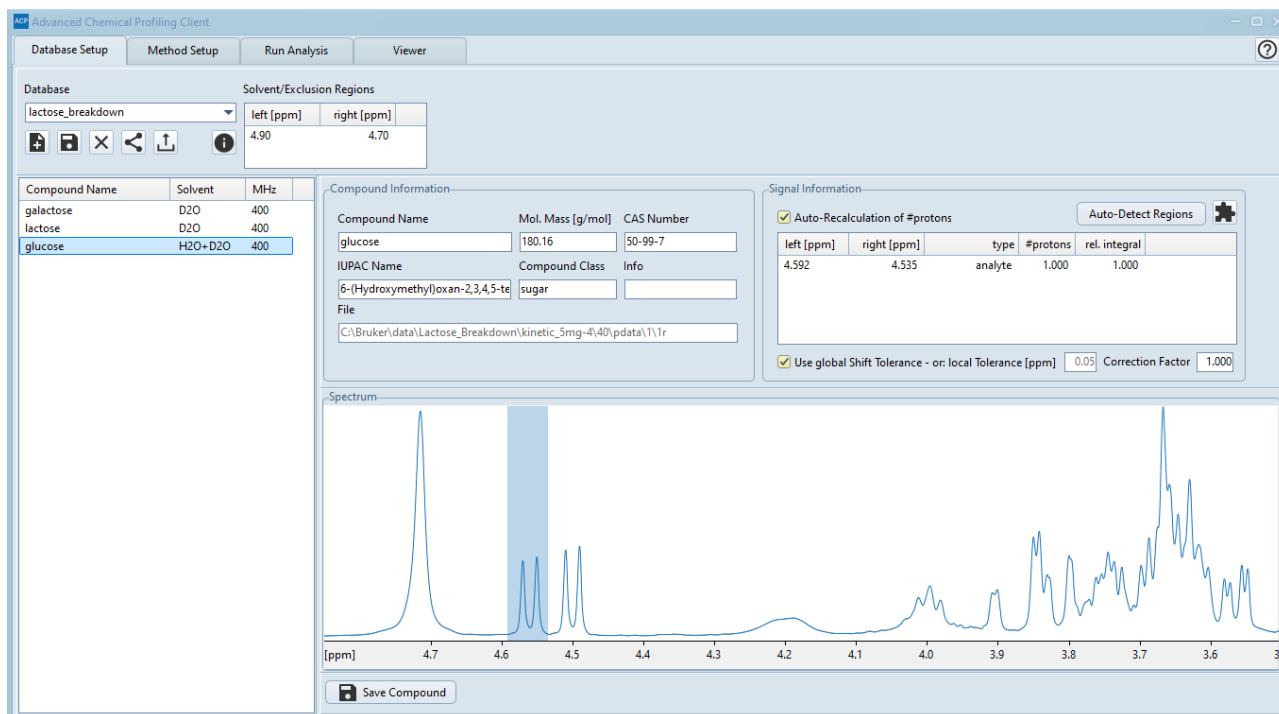 ACP Advanced Chemical Profiling Client
Database Setup Method Setup Run Analysis Viewer
Database Solvent/Exclusion Regions
lactose_breakdown left [ppm] right [ppm]
4.90 4.70
Compound Name Solvent MHz
galactose D2O 400
lactose D2O 400
glucose H2O+D2O 400
Compound Information
Compound Name Mol. Mass [g/mol] CAS Number
glucose 180.16 50-99-7
IUPAC Name Compound Class Info
6-(Hydroxymethyl)oxan-2,3,4,5-te sugar
File
C:\Bruker\data\Lactose_Breakdown\kinetic_5mg-4\40\pdata\1\1r
Signal Information
Auto-Recalculation of #protons Auto-Detect Regions
left [ppm] right [ppm] type #protons rel. integral
4.592 4.535 analyte 1.000 1.000
Use global Shift Tolerance - or: local Tolerance [ppm] 0.05 Correction Factor 1.000
Spectrum
[ppm] 4.7 4.6 4.5 4.4 4.3 4.2 4.1 4.0 3.9 3.8 3.7 3.6 3
Save Compound